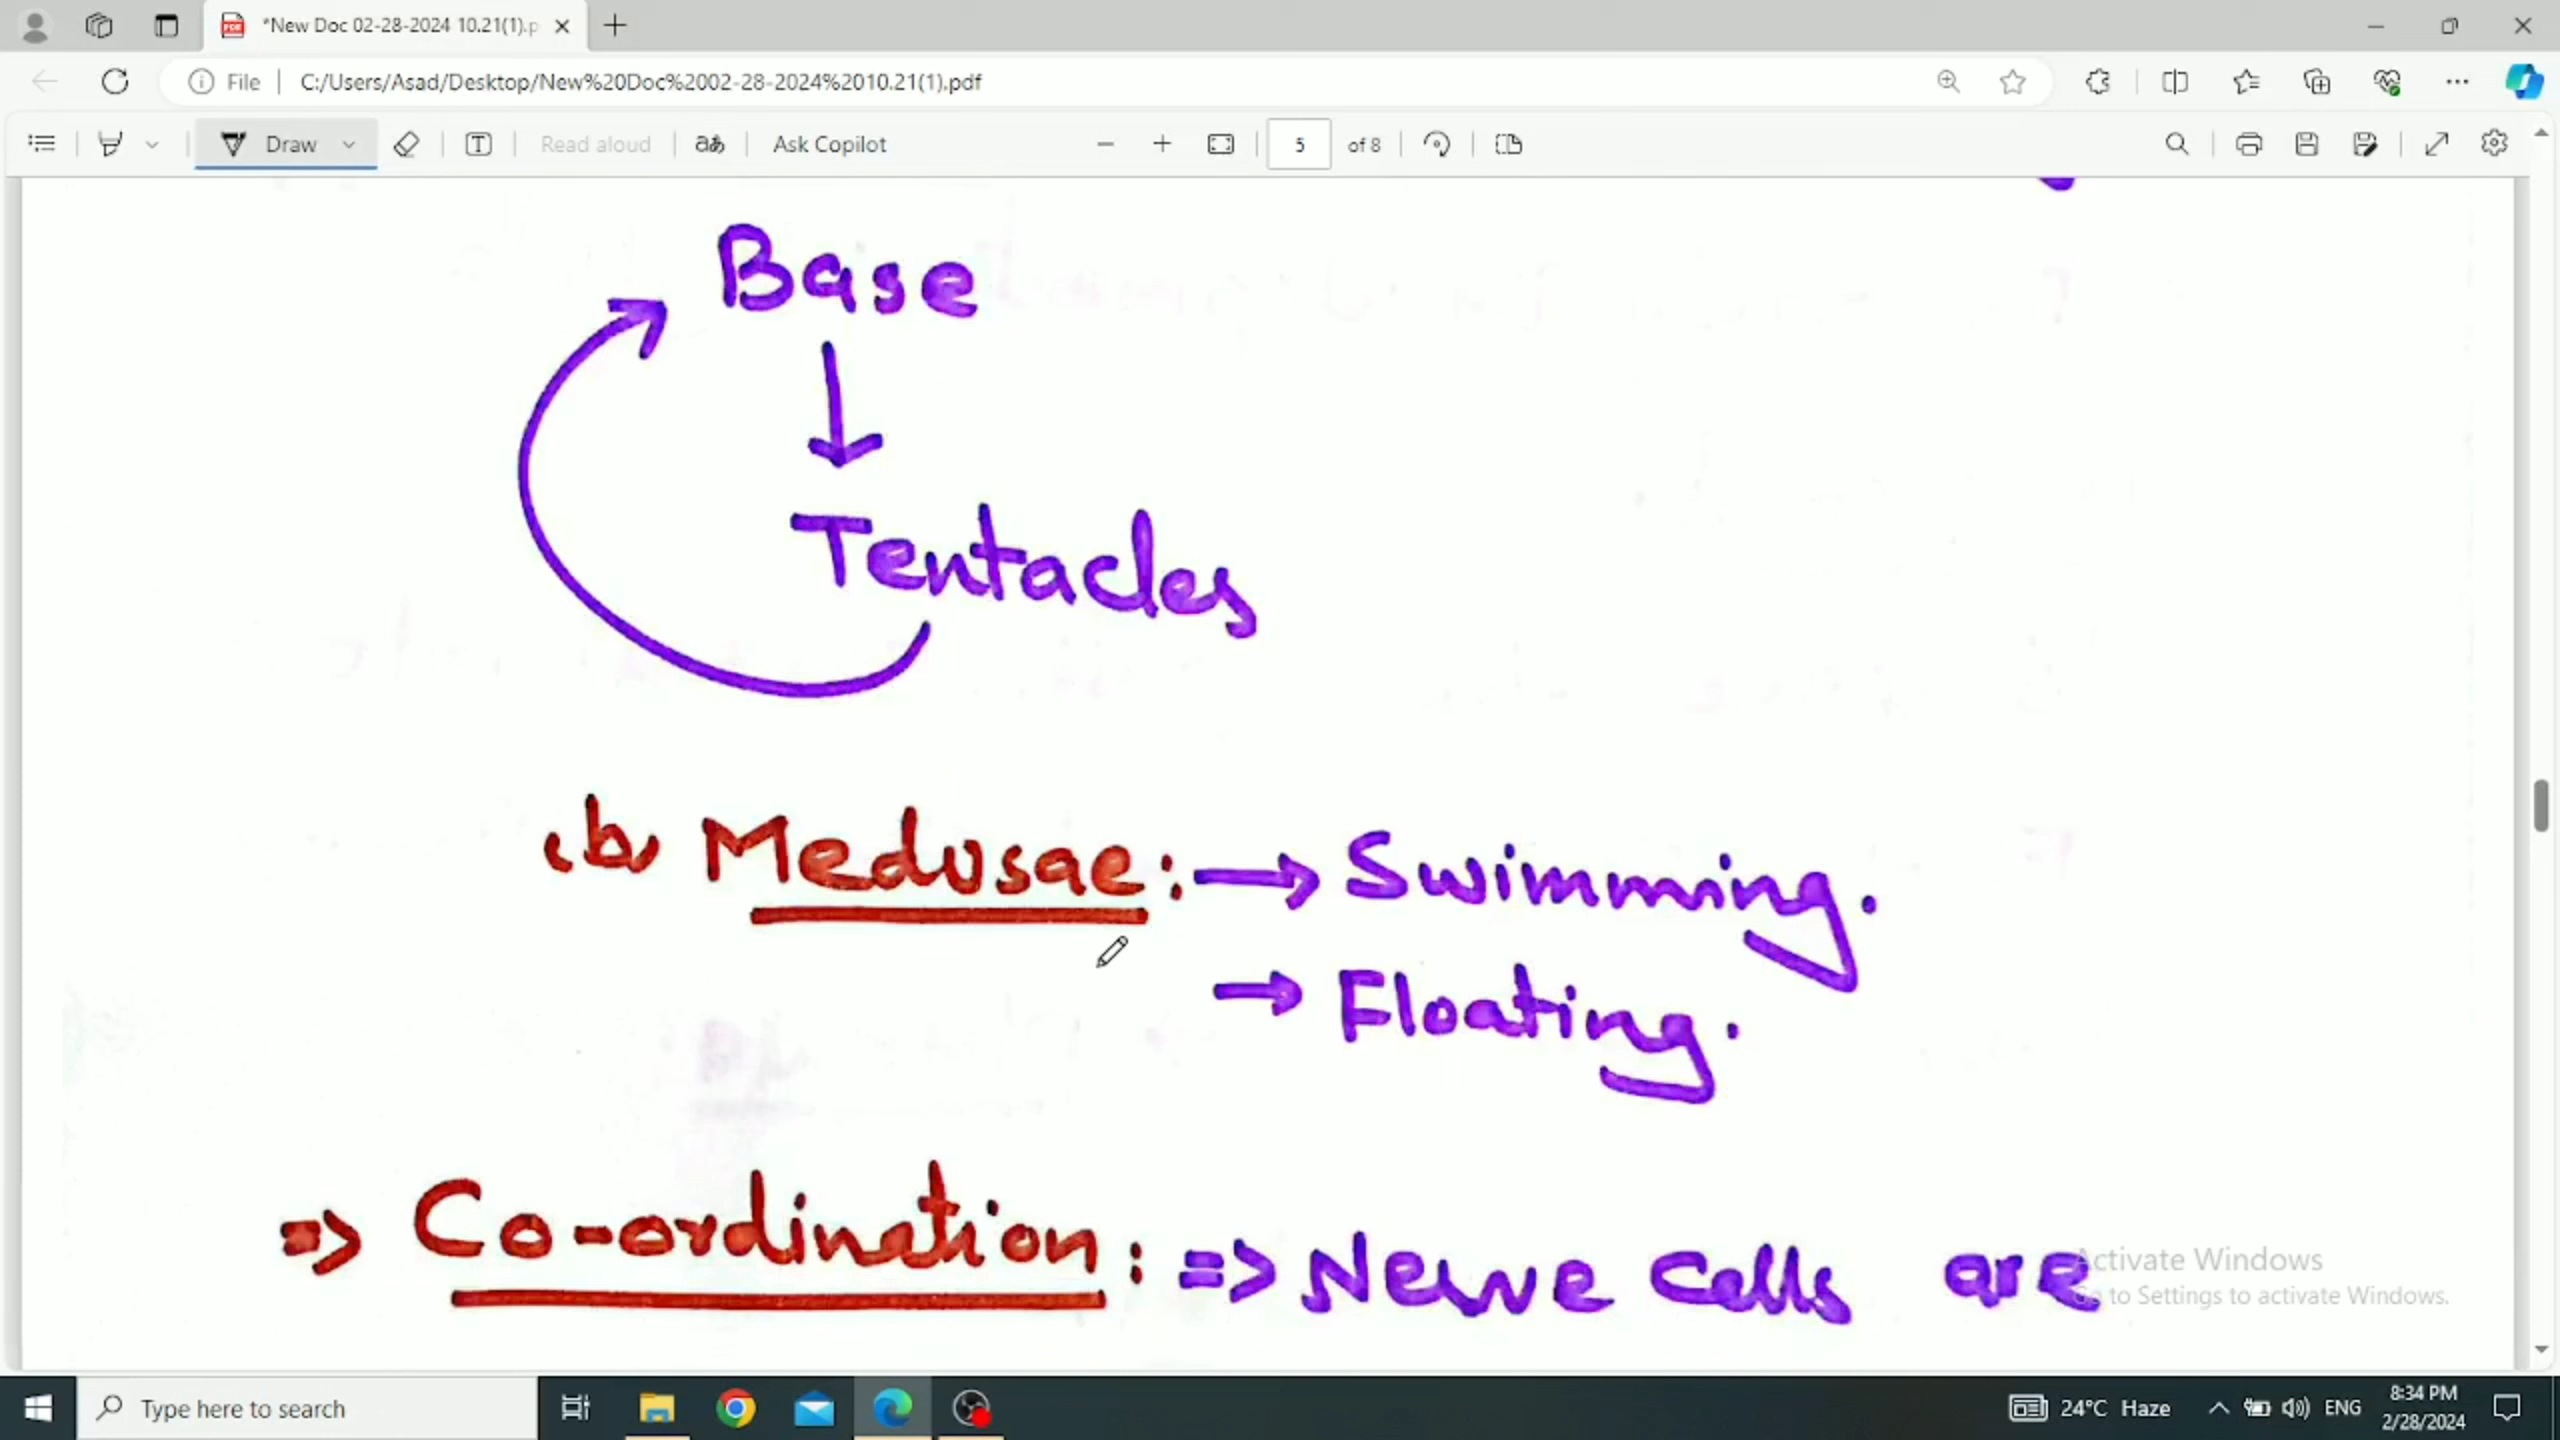 *New Doc 02-28-2024 10.21(1).p
File C:/Users/Asad/Desktop/New%20Doc%2002-28-2024%2010.21(1).pdf
Draw Read aloud aあ Ask Copilot 5 of 8
Base
Tentacles
(b) Medusae: → Swimming.
→ Floating.
=> Co-ordination: => Nerve Cells are
Activate Windows
Go to Settings to activate Windows.
Type here to search
24°C Haze ENG 8:34 PM
2/28/2024